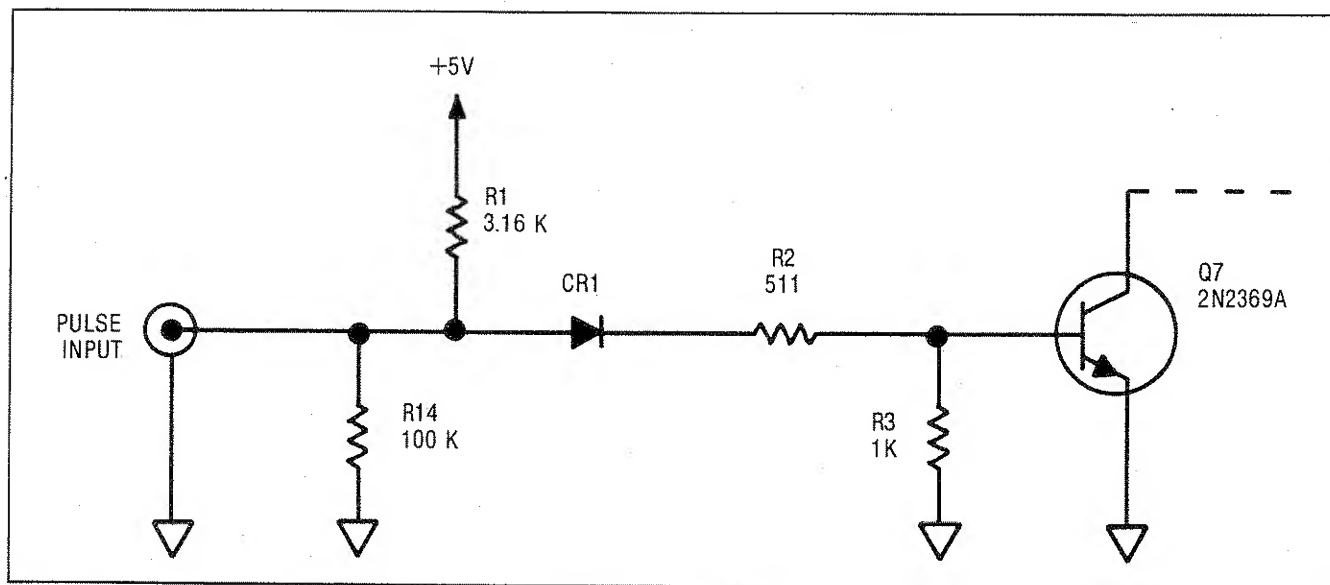 +5V
R1
3.16 K
CR1
R2
511
Q7
2N2369A
PULSE
INPUT
R14
100 K
R3
1K